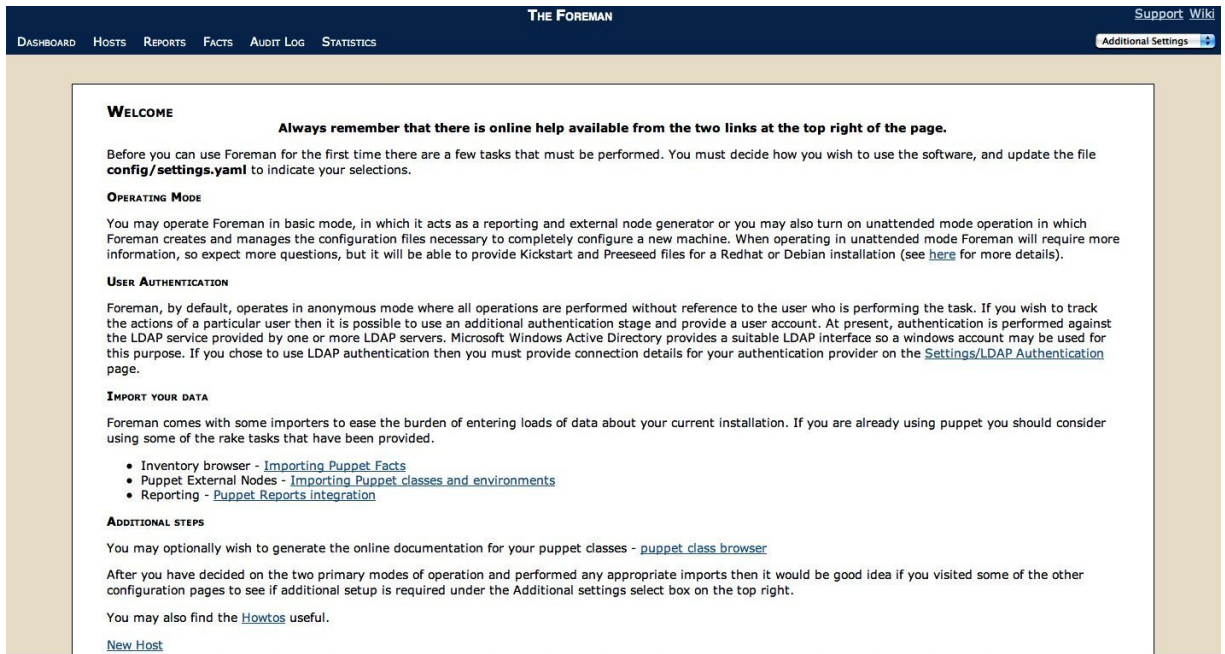 THE FOREMAN
Support Wiki
DASHBOARD HOSTS REPORTS FACTS AUDIT LOG STATISTICS
Additional Settings
WELCOME
Always remember that there is online help available from the two links at the top right of the page.
Before you can use Foreman for the first time there are a few tasks that must be performed. You must decide how you wish to use the software, and update the file
config/settings.yaml to indicate your selections.
OPERATING MODE
You may operate Foreman in basic mode, in which it acts as a reporting and external node generator or you may also turn on unattended mode operation in which
Foreman creates and manages the configuration files necessary to completely configure a new machine. When operating in unattended mode Foreman will require more
information, so expect more questions, but it will be able to provide Kickstart and Preeseed files for a Redhat or Debian installation (see here for more details).
USER AUTHENTICATION
Foreman, by default, operates in anonymous mode where all operations are performed without reference to the user who is performing the task. If you wish to track
the actions of a particular user then it is possible to use an additional authentication stage and provide a user account. At present, authentication is performed against
the LDAP service provided by one or more LDAP servers. Microsoft Windows Active Directory provides a suitable LDAP interface so a windows account may be used for
this purpose. If you chose to use LDAP authentication then you must provide connection details for your authentication provider on the Settings/LDAP Authentication
page.
IMPORT YOUR DATA
Foreman comes with some importers to ease the burden of entering loads of data about your current installation. If you are already using puppet you should consider
using some of the rake tasks that have been provided.
• Inventory browser - Importing Puppet Facts
• Puppet External Nodes - Importing Puppet classes and environments
• Reporting - Puppet Reports integration
ADDITIONAL STEPS
You may optionally wish to generate the online documentation for your puppet classes - puppet class browser
After you have decided on the two primary modes of operation and performed any appropriate imports then it would be good idea if you visited some of the other
configuration pages to see if additional setup is required under the Additional settings select box on the top right.
You may also find the Howtos useful.
New Host